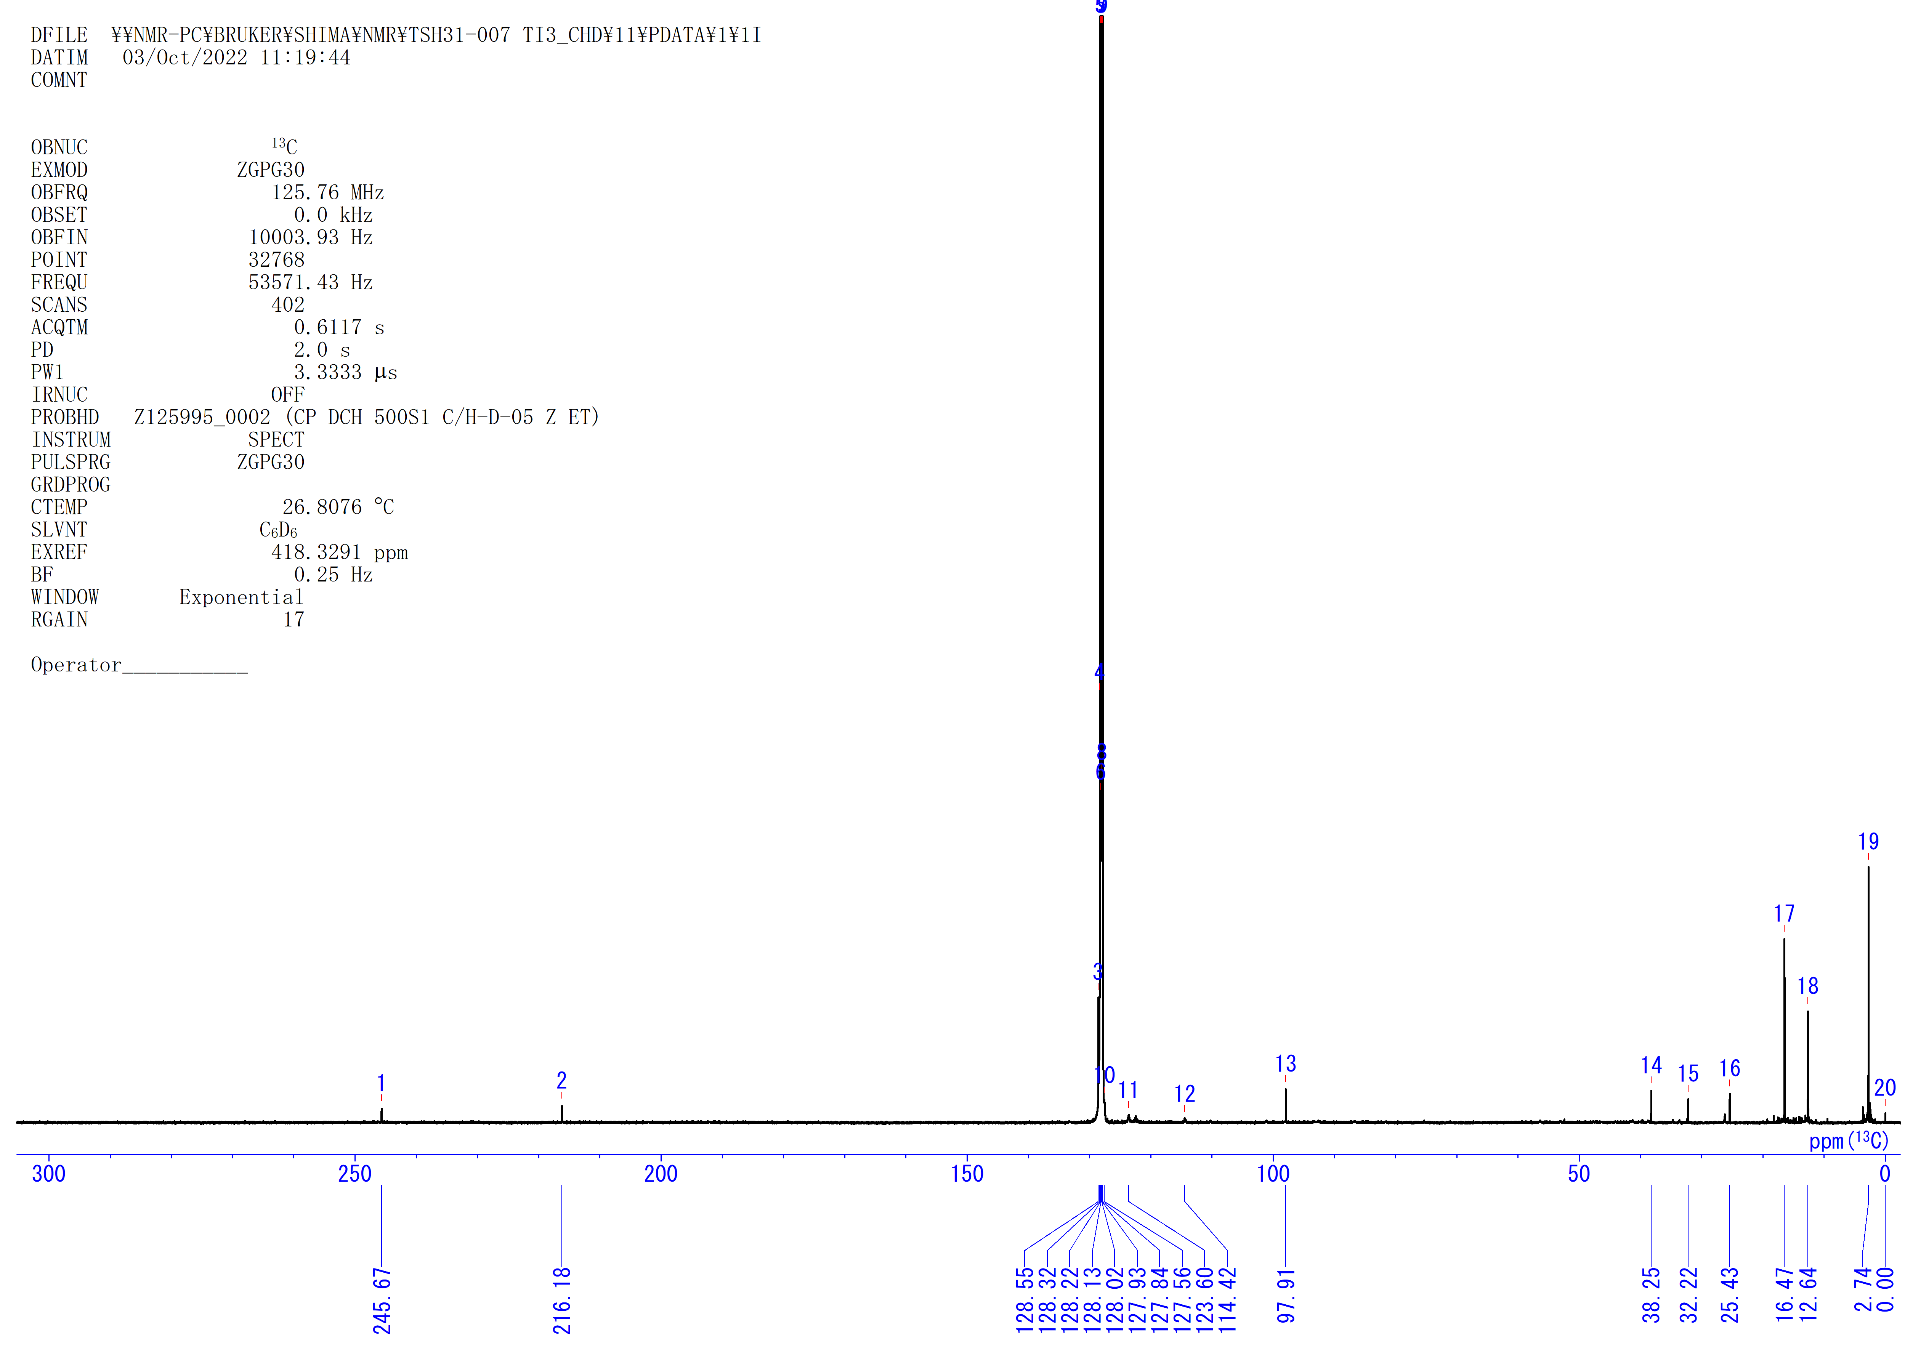 DFILE ¥¥NMR-PC¥BRUKER¥SHIMA¥NMR¥TSH31-007 TI3_CHD¥11¥PDATA¥1¥1I
DATIM 03/Oct/2022 11:19:44
COMNT
OBNUC ¹³C
EXMOD ZGPG30
OBFRQ 125.76 MHz
OBSET 0.0 kHz
OBFIN 10003.93 Hz
POINT 32768
FREQU 53571.43 Hz
SCANS 402
ACQTM 0.6117 s
PD 2.0 s
PW1 3.3333 μs
IRNUC OFF
PROBHD Z125995_0002 (CP DCH 500S1 C/H-D-05 Z ET)
INSTRUM SPECT
PULSPRG ZGPG30
GRDPROG
CTEMP 26.8076 °C
SLVNT C₆D₆
EXREF 418.3291 ppm
BF 0.25 Hz
WINDOW Exponential
RGAIN 17
Operator___________
4
8
6
19
17
3
18
1 2 10 11 12 13 14 15 16 20
ppm(¹³C)
300 250 200 150 100 50 0
245.67
216.18
128.55
128.32
128.22
128.13
128.02
127.93
127.84
127.56
123.60
114.42
97.91
38.25
32.22
25.43
16.47
12.64
2.74
0.00